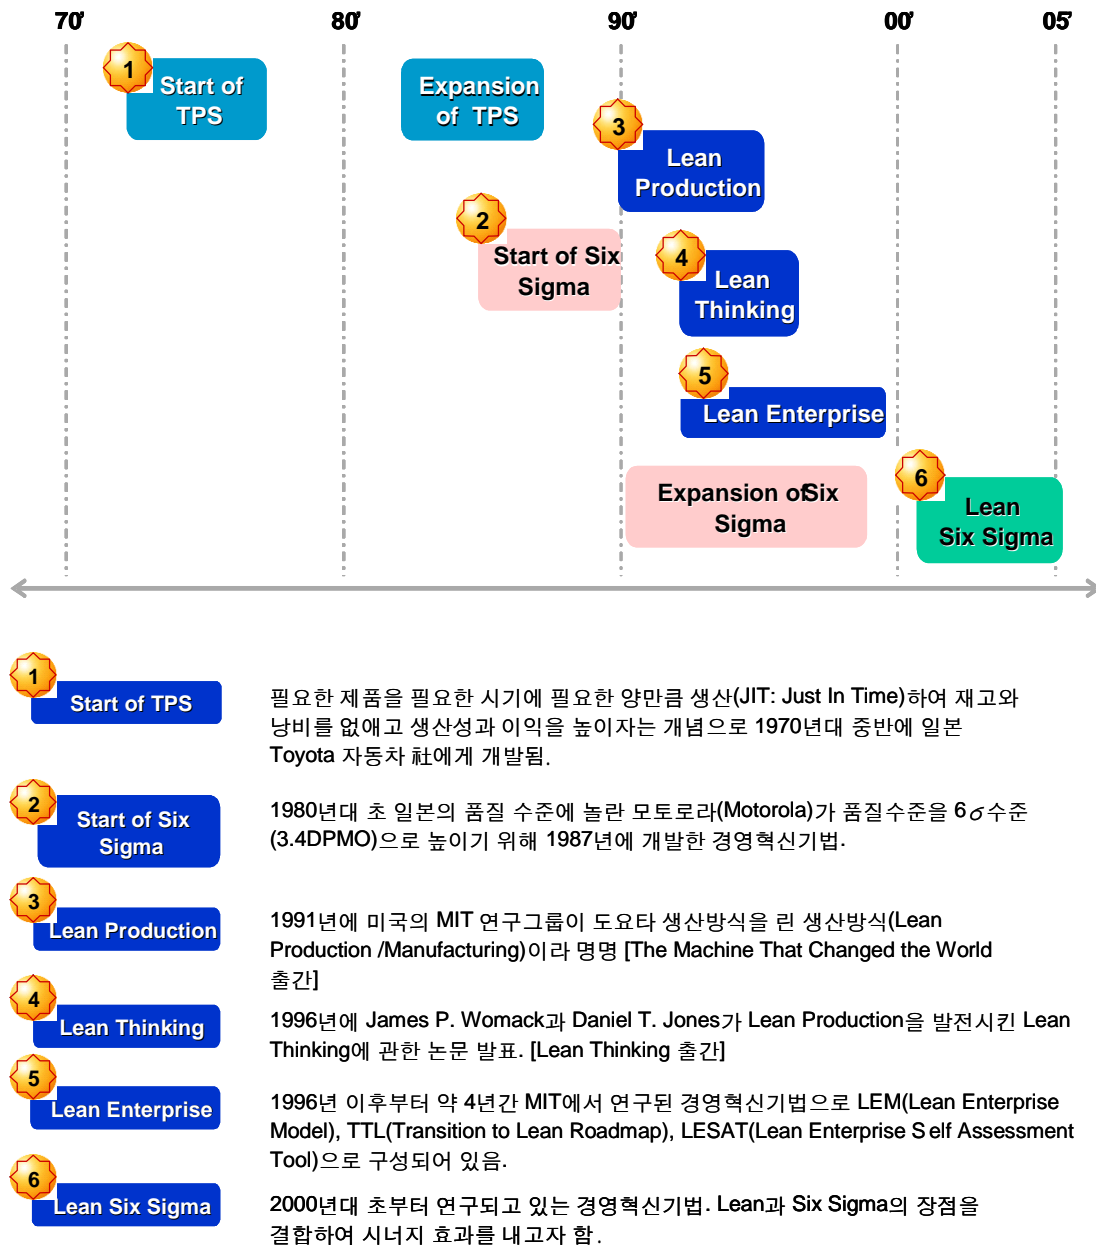 70'
80'
90'
00'
05'
1
Start of
TPS
Expansion
of TPS
3
Lean
Production
2
Start of Six
Sigma
4
Lean
Thinking
5
Lean Enterprise
Expansion of Six
Sigma
6
Lean
Six Sigma
1
Start of TPS
필요한 제품을 필요한 시기에 필요한 양만큼 생산(JIT: Just In Time)하여 재고와
낭비를 없애고 생산성과 이익을 높이자는 개념으로 1970년대 중반에 일본
Toyota 자동차 社에게 개발됨.
2
Start of Six
Sigma
1980년대 초 일본의 품질 수준에 놀란 모토로라(Motorola)가 품질수준을 6σ수준
(3.4DPMO)으로 높이기 위해 1987년에 개발한 경영혁신기법.
3
Lean Production
1991년에 미국의 MIT 연구그룹이 도요타 생산방식을 린 생산방식(Lean
Production /Manufacturing)이라 명명 [The Machine That Changed the World
출간]
4
Lean Thinking
1996년에 James P. Womack과 Daniel T. Jones가 Lean Production을 발전시킨 Lean
Thinking에 관한 논문 발표. [Lean Thinking 출간]
5
Lean Enterprise
1996년 이후부터 약 4년간 MIT에서 연구된 경영혁신기법으로 LEM(Lean Enterprise
Model), TTL(Transition to Lean Roadmap), LESAT(Lean Enterprise Self Assessment
Tool)으로 구성되어 있음.
6
Lean Six Sigma
2000년대 초부터 연구되고 있는 경영혁신기법. Lean과 Six Sigma의 장점을
결합하여 시너지 효과를 내고자 함.